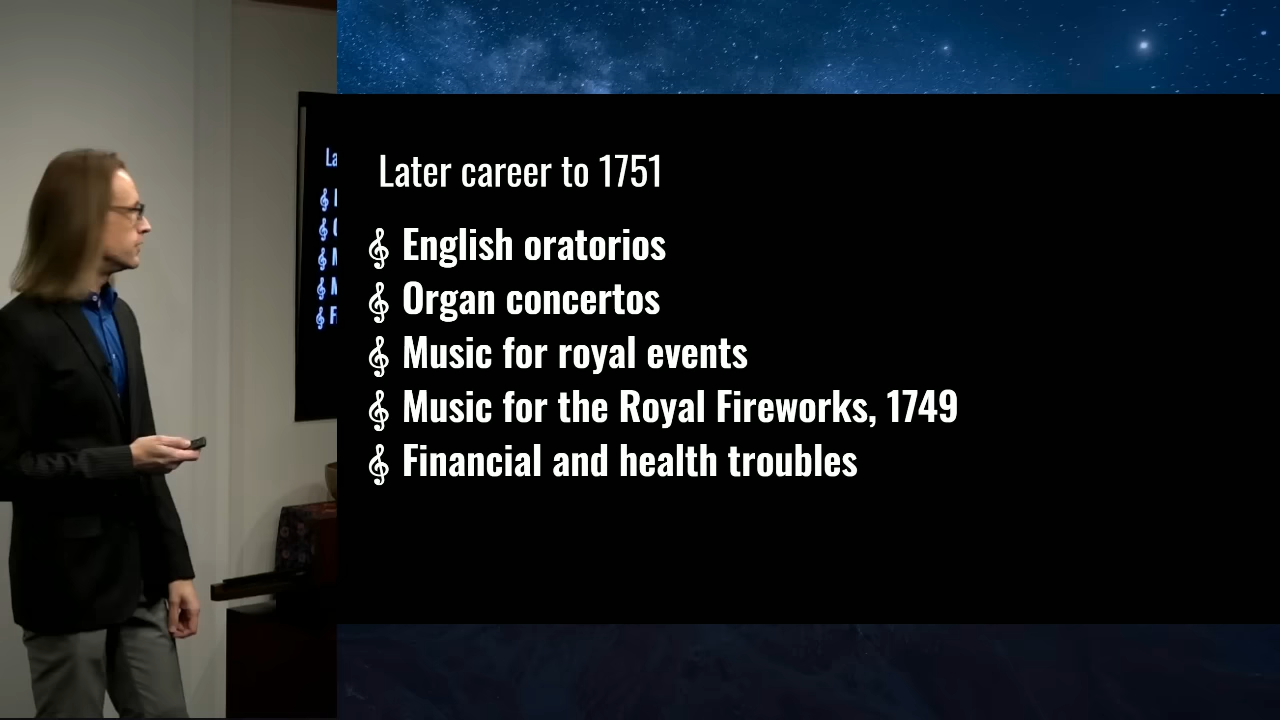 Later career to 1751
English oratorios
Organ concertos
Music for royal events
Music for the Royal Fireworks, 1749
Financial and health troubles
La